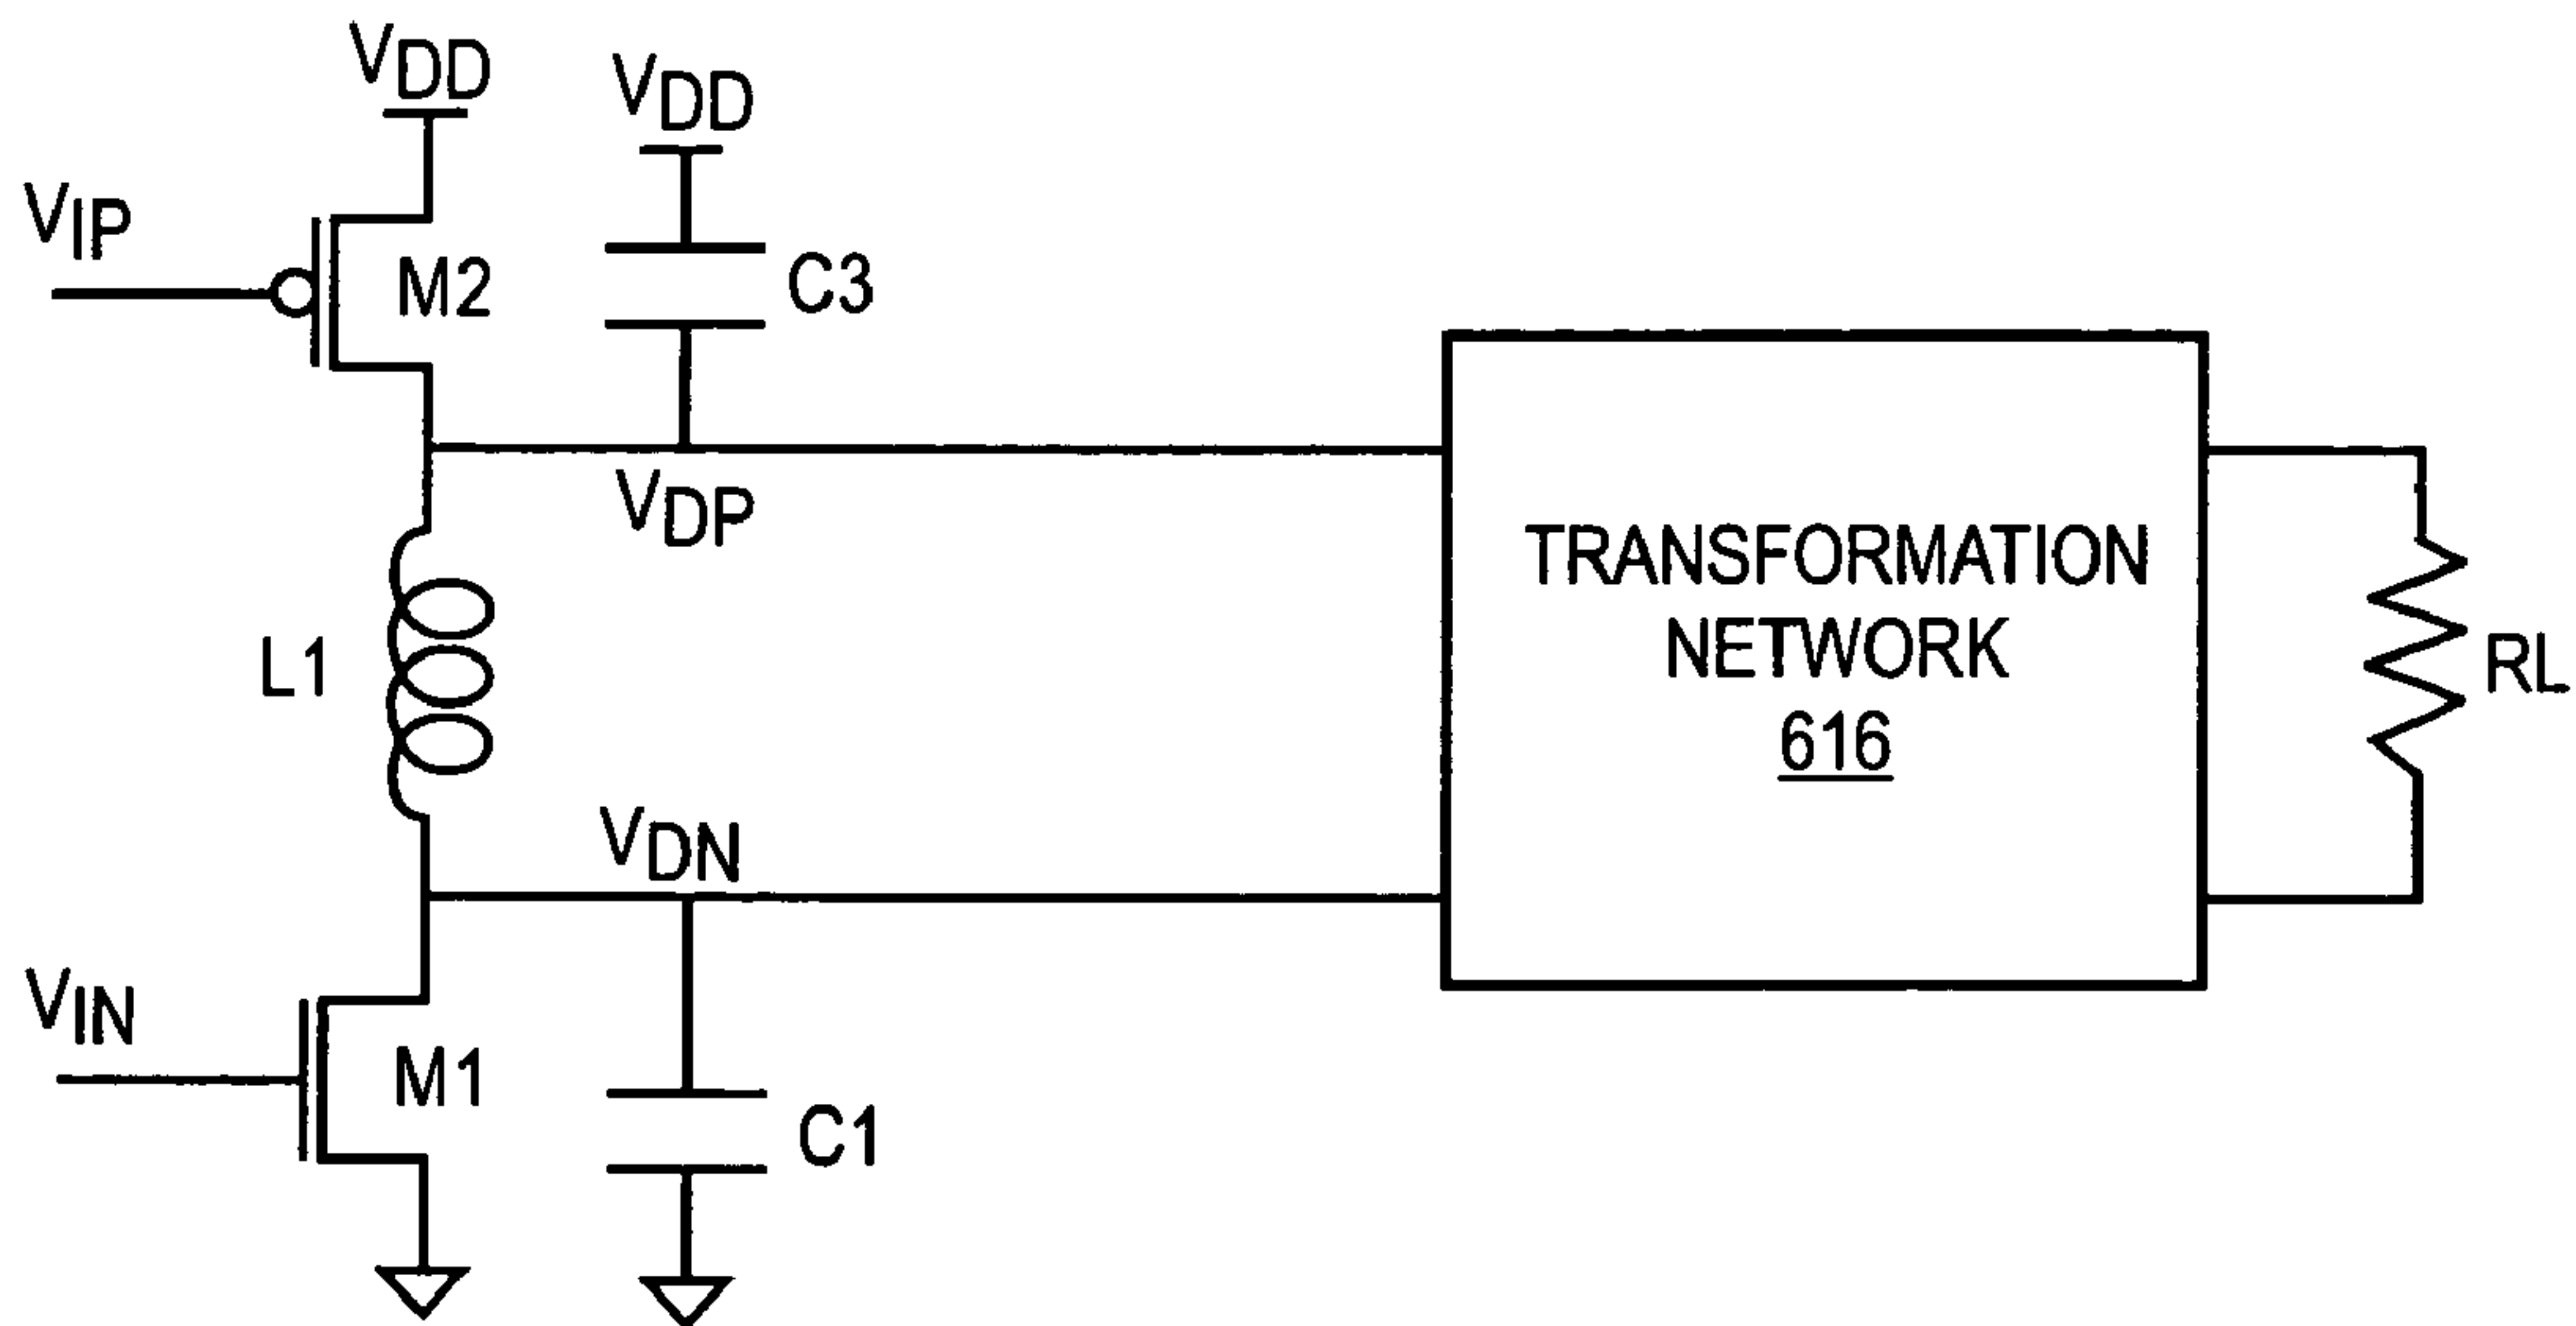 VDD
VDD
VIP
M2
C3
VDP
TRANSFORMATION
NETWORK
616
L1
RL
VDN
VIN
M1
C1